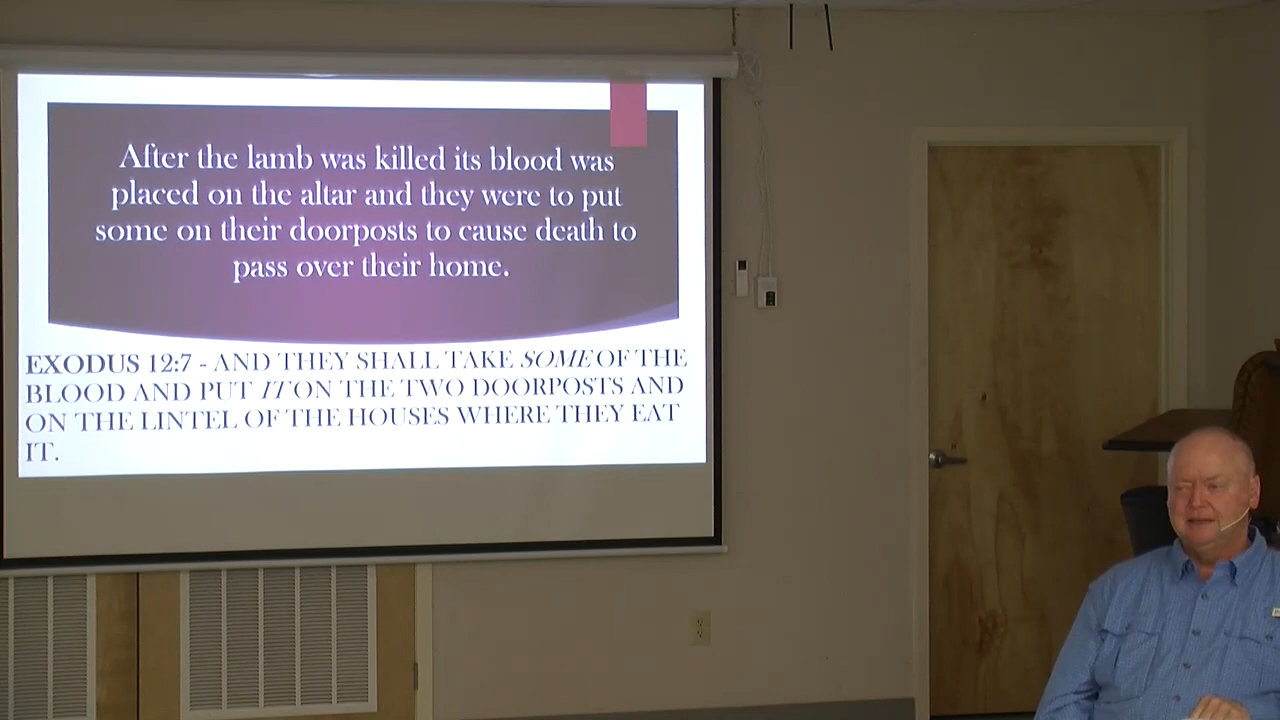 After the lamb was killed its blood was
placed on the altar and they were to put
some on their doorposts to cause death to
pass over their home.
EXODUS 12:7 - AND THEY SHALL TAKE SOME OF THE
BLOOD AND PUT IT ON THE TWO DOORPOSTS AND
ON THE LINTEL OF THE HOUSES WHERE THEY EAT
IT.